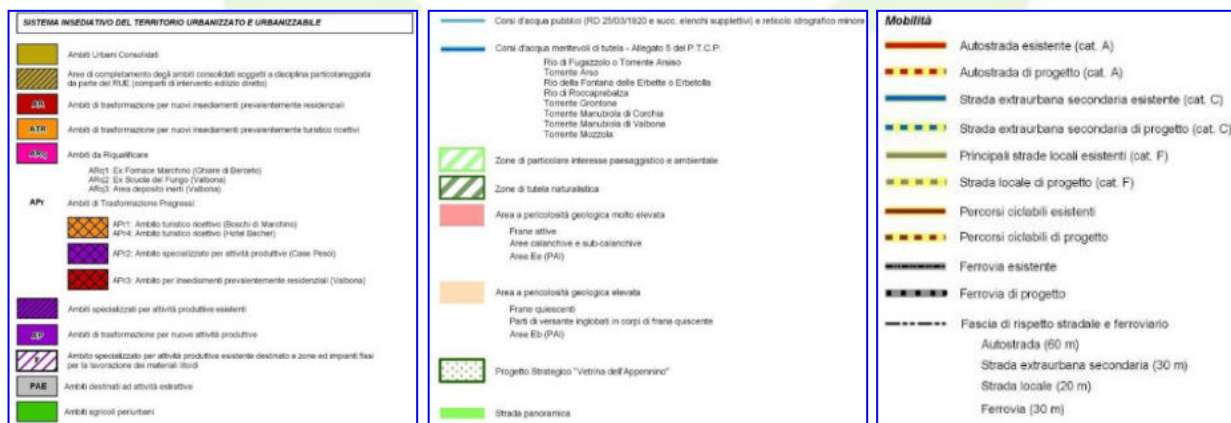 SISTEMA INSEDIATIVO DEL TERRITORIO URBANIZZATO E URBANIZZABILE
Ambiti Urbani Consolidati
Aree di completamento degli ambiti consolidati soggetti a disciplina particolareggiata
da parte del RUE (comparti di intervento edilizio diretto)
AR
Ambiti di trasformazione per nuovi insediamenti prevalentemente residenziali
ATR
Ambiti di trasformazione per nuovi insediamenti prevalentemente turistico ricettivi
ARq
Ambiti da Riqualificare
ARq1: Ex Fornace Marchino (Ghiare di Berceto)
ARq2: Ex Scuola del Fungo (Valbona)
ARq3: Area deposito inerti (Valbona)
APr
Ambiti di Trasformazione Pregressi:
APr1: Ambito turistico ricettivo (Boschi di Marchino)
APr4: Ambito turistico ricettivo (Hotel Bacher)
APr2: Ambito specializzato per attività produttive (Case Pesci)
APr3: Ambito per insediamenti prevalentemente residenziali (Valbona)
Ambiti specializzati per attività produttive esistenti
AP
Ambiti di trasformazione per nuove attività produttive
Ambito specializzato per attività produttiva esistente destinato a zone ed impianti fissi
per la lavorazione dei materiali litoidi
PAE
Ambiti destinati ad attività estrattive
Ambiti agricoli periurbani
Corsi d'acqua pubblici (RD 25/03/1920 e succ. elenchi suppletivi) e reticolo idrografico minore
Corsi d'acqua meritevoli di tutela - Allegato 5 del P.T.C.P.
Rio di Fugazzolo o Torrente Arsiso
Torrente Arso
Rio della Fontana delle Erbette o Erbetella
Rio di Roccaprebalza
Torrente Grontone
Torrente Manubiola di Corchia
Torrente Manubiola di Valbona
Torrente Mozzola
Zone di particolare interesse paesaggistico e ambientale
Zone di tutela naturalistica
Area a pericolosità geologica molto elevata
Frane attive
Aree calanchive e sub-calanchive
Aree Ee (PAI)
Area a pericolosità geologica elevata
Frane quiescenti
Parti di versante inglobati in corpi di frana quiscente
Aree Eb (PAI)
Progetto Strategico "Vetrina dell'Appennino"
Strada panoramica
Mobilità
Autostrada esistente (cat. A)
Autostrada di progetto (cat. A)
Strada extraurbana secondaria esistente (cat. C)
Strada extraurbana secondaria di progetto (cat. C)
Principali strade locali esistenti (cat. F)
Strada locale di progetto (cat. F)
Percorsi ciclabili esistenti
Percorsi ciclabili di progetto
Ferrovia esistente
Ferrovia di progetto
Fascia di rispetto stradale e ferroviario
Autostrada (60 m)
Strada extraurbana secondaria (30 m)
Strada locale (20 m)
Ferrovia (30 m)